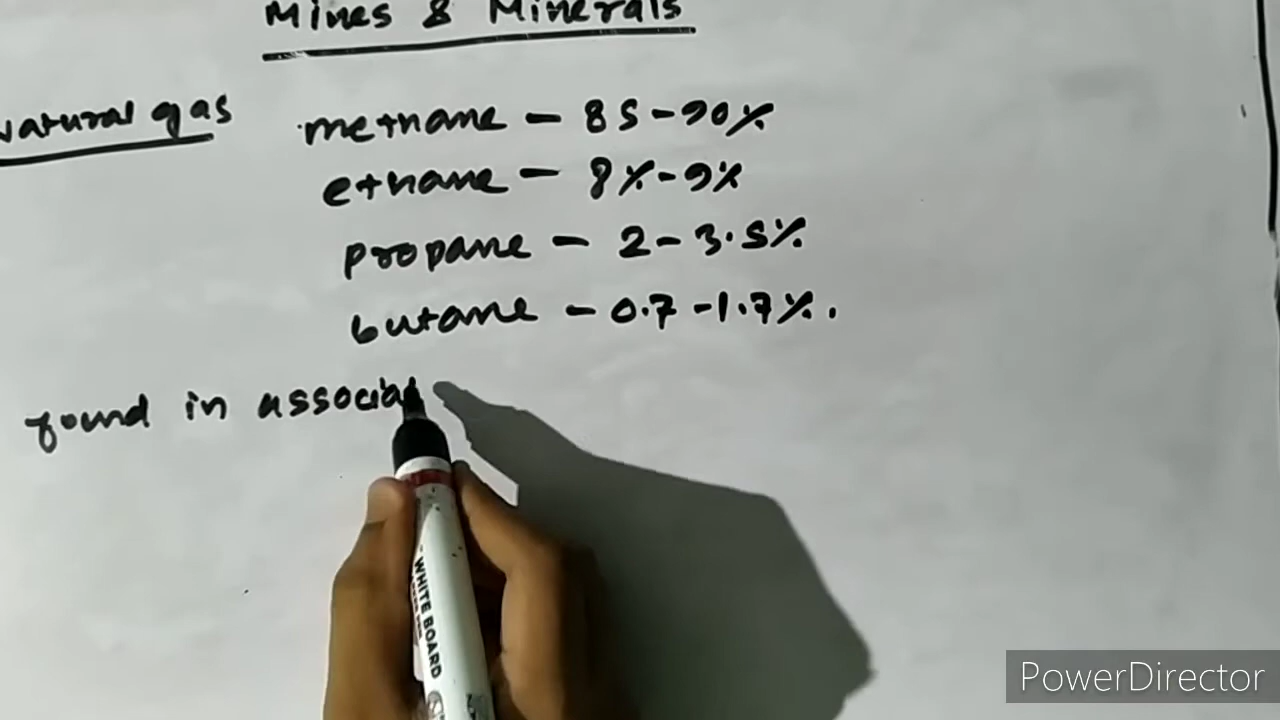 Mines & Minerals
Natural gas
methane - 85-90%
ethane - 8%-9%
propane - 2-3.5%
butane - 0.7-1.7%.
found in associat
WHITE BOARD
PowerDirector